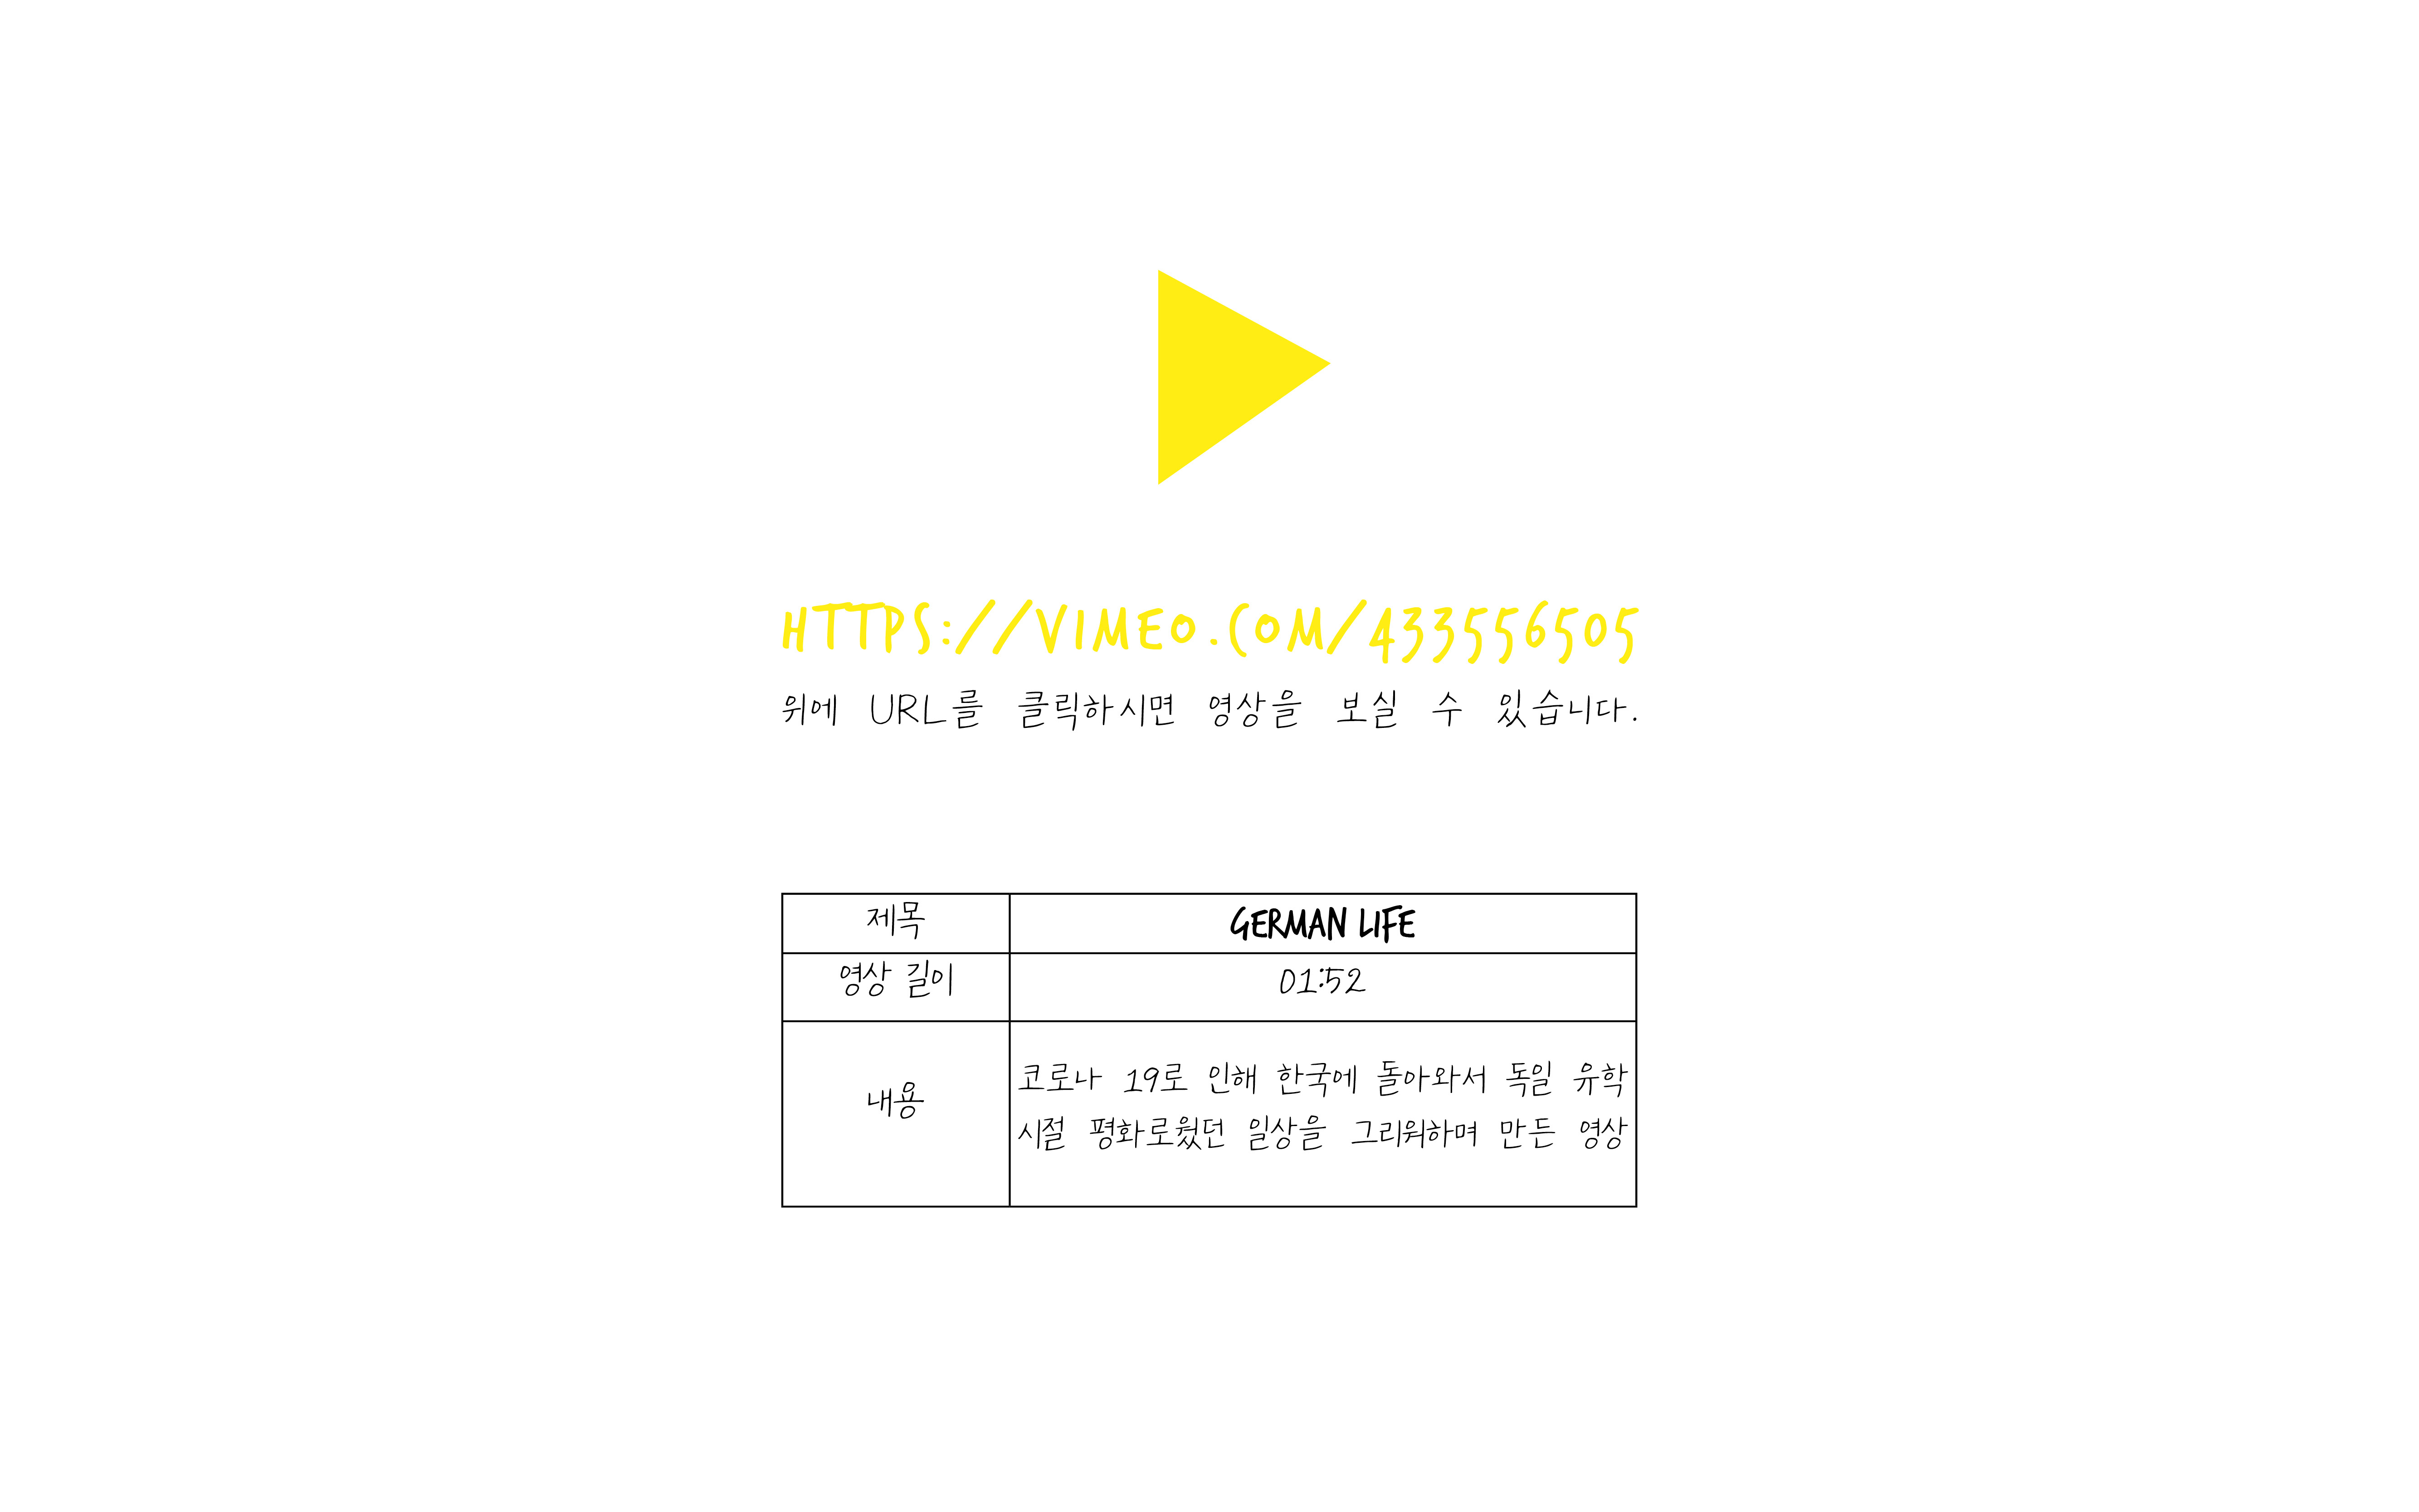 HTTPS://VIMEO.COM/433556505
위에 URL를 클릭하시면 영상을 보실 수 있습니다.
제목 GERMAN LIFE
영상 길이 01:52
내용
코로나 19로 인해 한국에 돌아와서 독일 유학
시절 평화로웠던 일상을 그리워하며 만든 영상